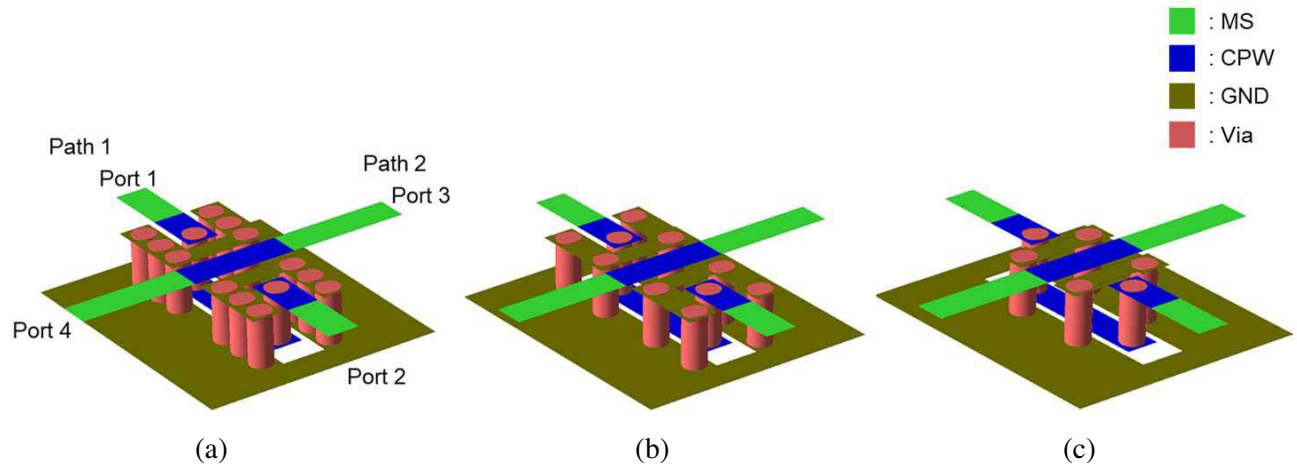 : MS
: CPW
: GND
: Via
Path 1
Port 1
Path 2
Port 3
Port 4
Port 2
(a)
(b)
(c)